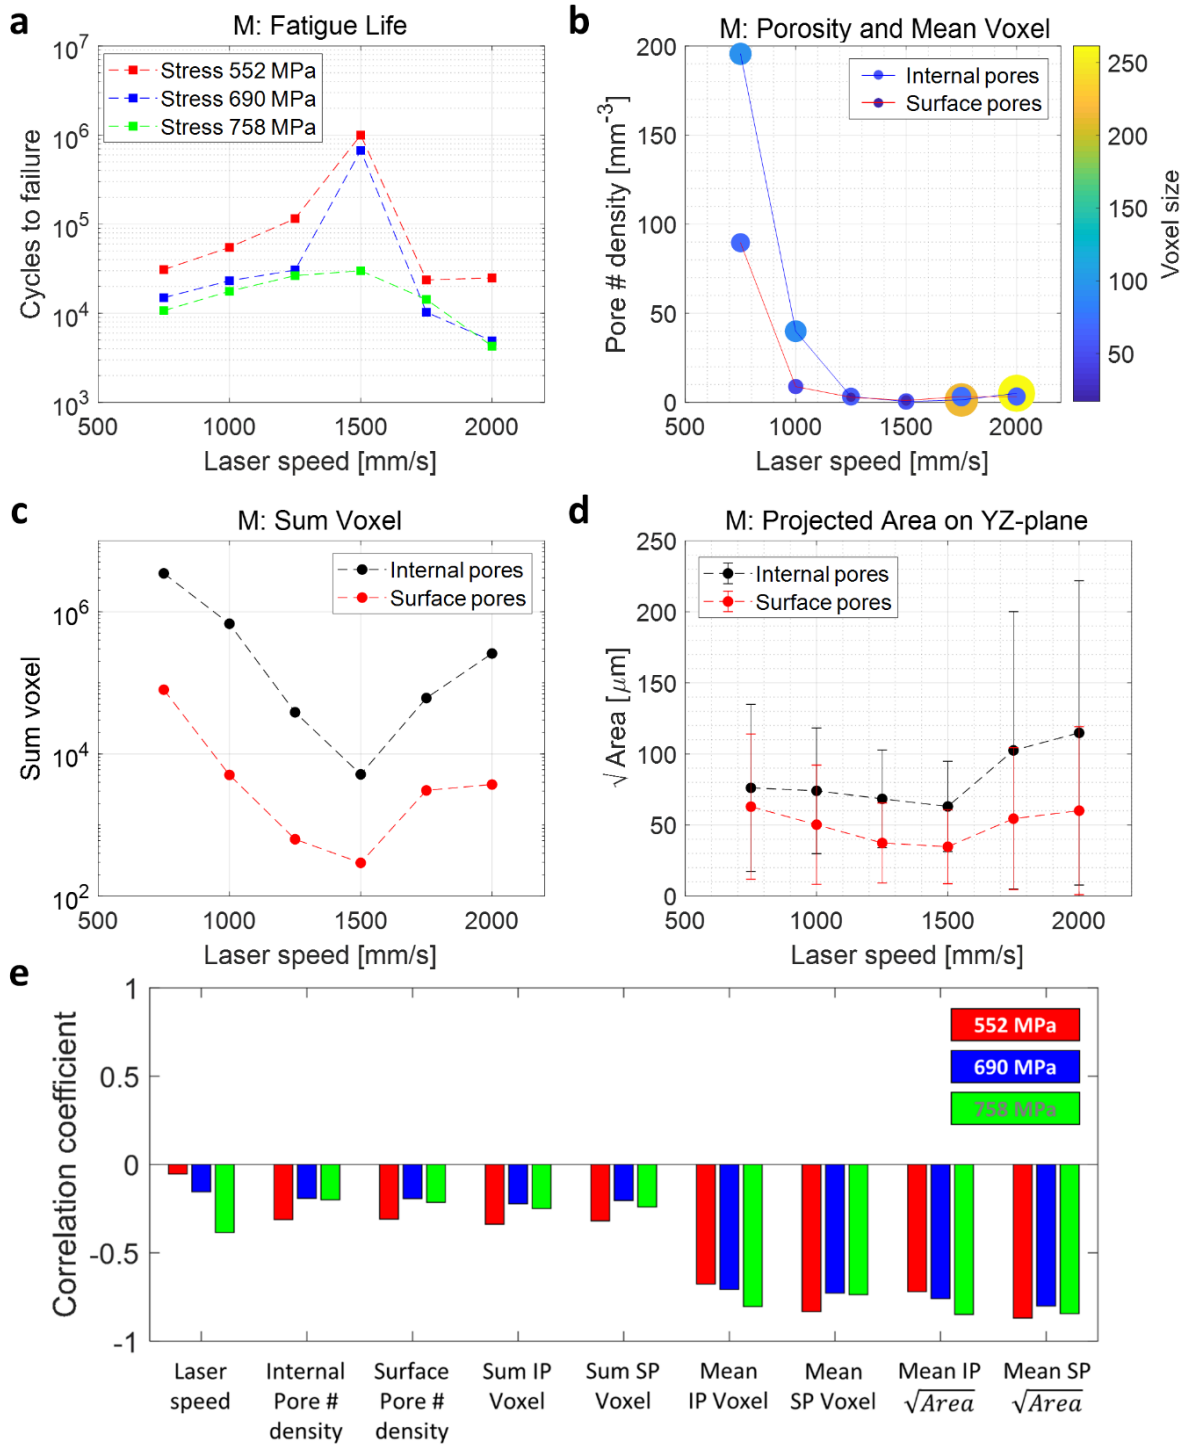 a
M: Fatigue Life
10^7
10^6
10^5
10^4
10^3
Stress 552 MPa
Stress 690 MPa
Stress 758 MPa
Cycles to failure
500 1000 1500 2000
Laser speed [mm/s]
b
M: Porosity and Mean Voxel
200
150
100
50
0
Internal pores
Surface pores
Pore # density [mm^-3]
500 1000 1500 2000
Laser speed [mm/s]
250
200
150
100
50
Voxel size
c
M: Sum Voxel
10^6
10^4
10^2
Internal pores
Surface pores
Sum voxel
500 1000 1500 2000
Laser speed [mm/s]
d
M: Projected Area on YZ-plane
250
200
150
100
50
0
Internal pores
Surface pores
√ Area [μm]
500 1000 1500 2000
Laser speed [mm/s]
e
1
0.5
0
-0.5
-1
Correlation coefficient
552 MPa
690 MPa
758 MPa
Laser
speed
Internal
Pore #
density
Surface
Pore #
density
Sum IP
Voxel
Sum SP
Voxel
Mean
IP Voxel
Mean
SP Voxel
Mean IP
√Area
Mean SP
√Area